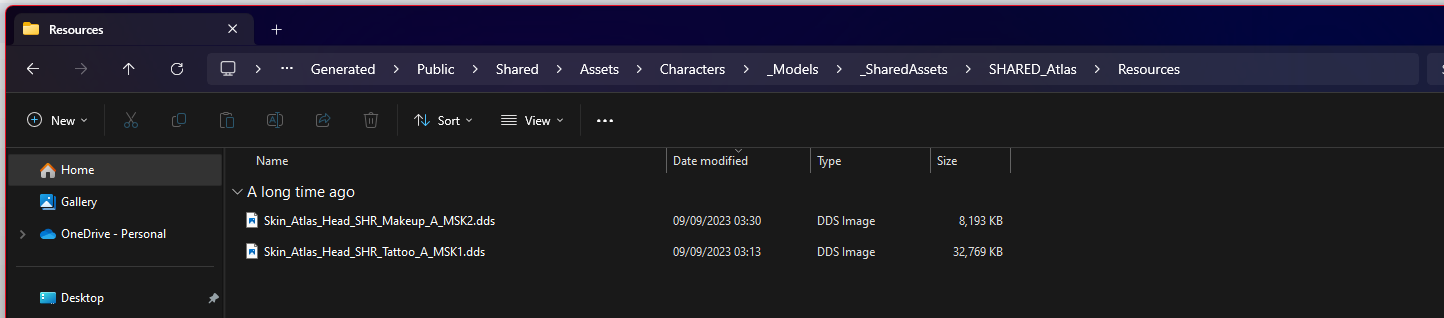 Resources
··· Generated Public Shared Assets Characters _Models _SharedAssets SHARED_Atlas Resources
New Sort View ···
Home
Gallery
OneDrive - Personal
Desktop
Name Date modified Type Size
A long time ago
Skin_Atlas_Head_SHR_Makeup_A_MSK2.dds 09/09/2023 03:30 DDS Image 8,193 KB
Skin_Atlas_Head_SHR_Tattoo_A_MSK1.dds 09/09/2023 03:13 DDS Image 32,769 KB